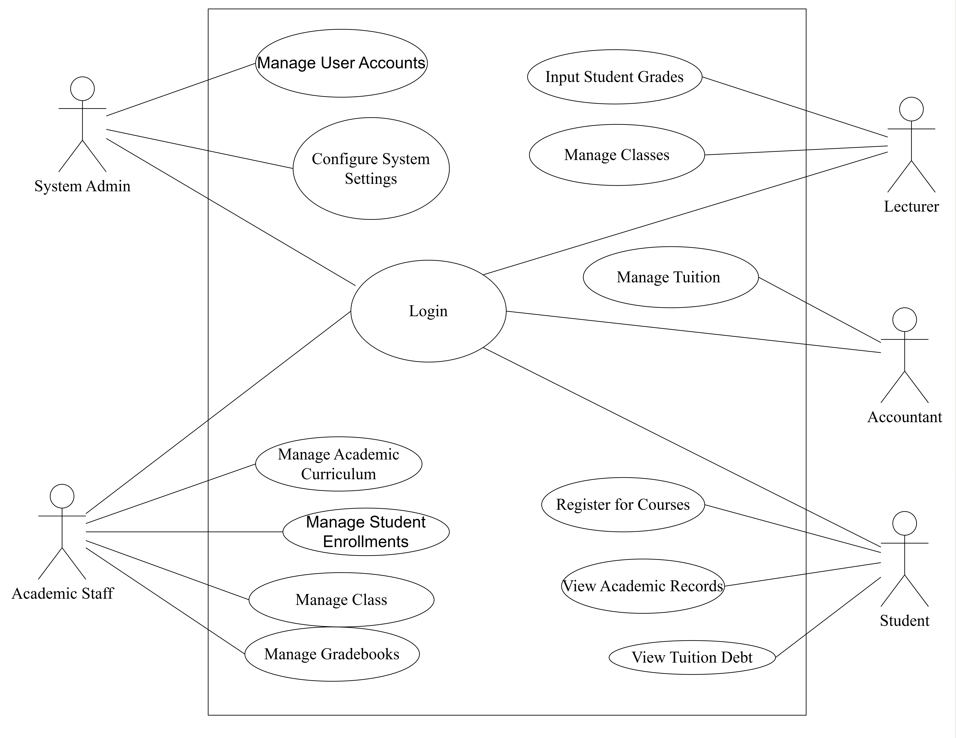 Manage User Accounts
Input Student Grades
Configure System
Settings
Manage Classes
System Admin
Lecturer
Manage Tuition
Login
Accountant
Manage Academic
Curriculum
Register for Courses
Manage Student
Enrollments
View Academic Records
Academic Staff
Manage Class
Student
Manage Gradebooks
View Tuition Debt